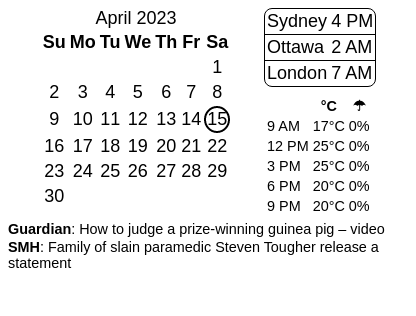 April 2023
Su Mo Tu We Th Fr Sa
1
2 3 4 5 6 7 8
9 10 11 12 13 14 15
16 17 18 19 20 21 22
23 24 25 26 27 28 29
30
Sydney 4 PM
Ottawa 2 AM
London 7 AM
°C ☂
9 AM 17°C 0%
12 PM 25°C 0%
3 PM 25°C 0%
6 PM 20°C 0%
9 PM 20°C 0%
Guardian: How to judge a prize-winning guinea pig – video
SMH: Family of slain paramedic Steven Tougher release a
statement